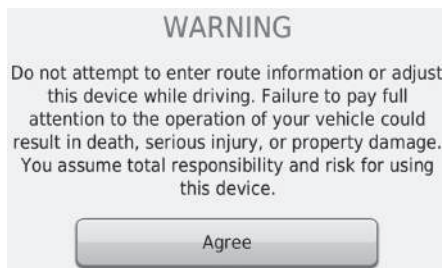 WARNING
Do not attempt to enter route information or adjust
this device while driving. Failure to pay full
attention to the operation of your vehicle could
result in death, serious injury, or property damage.
You assume total responsibility and risk for using
this device.
Agree